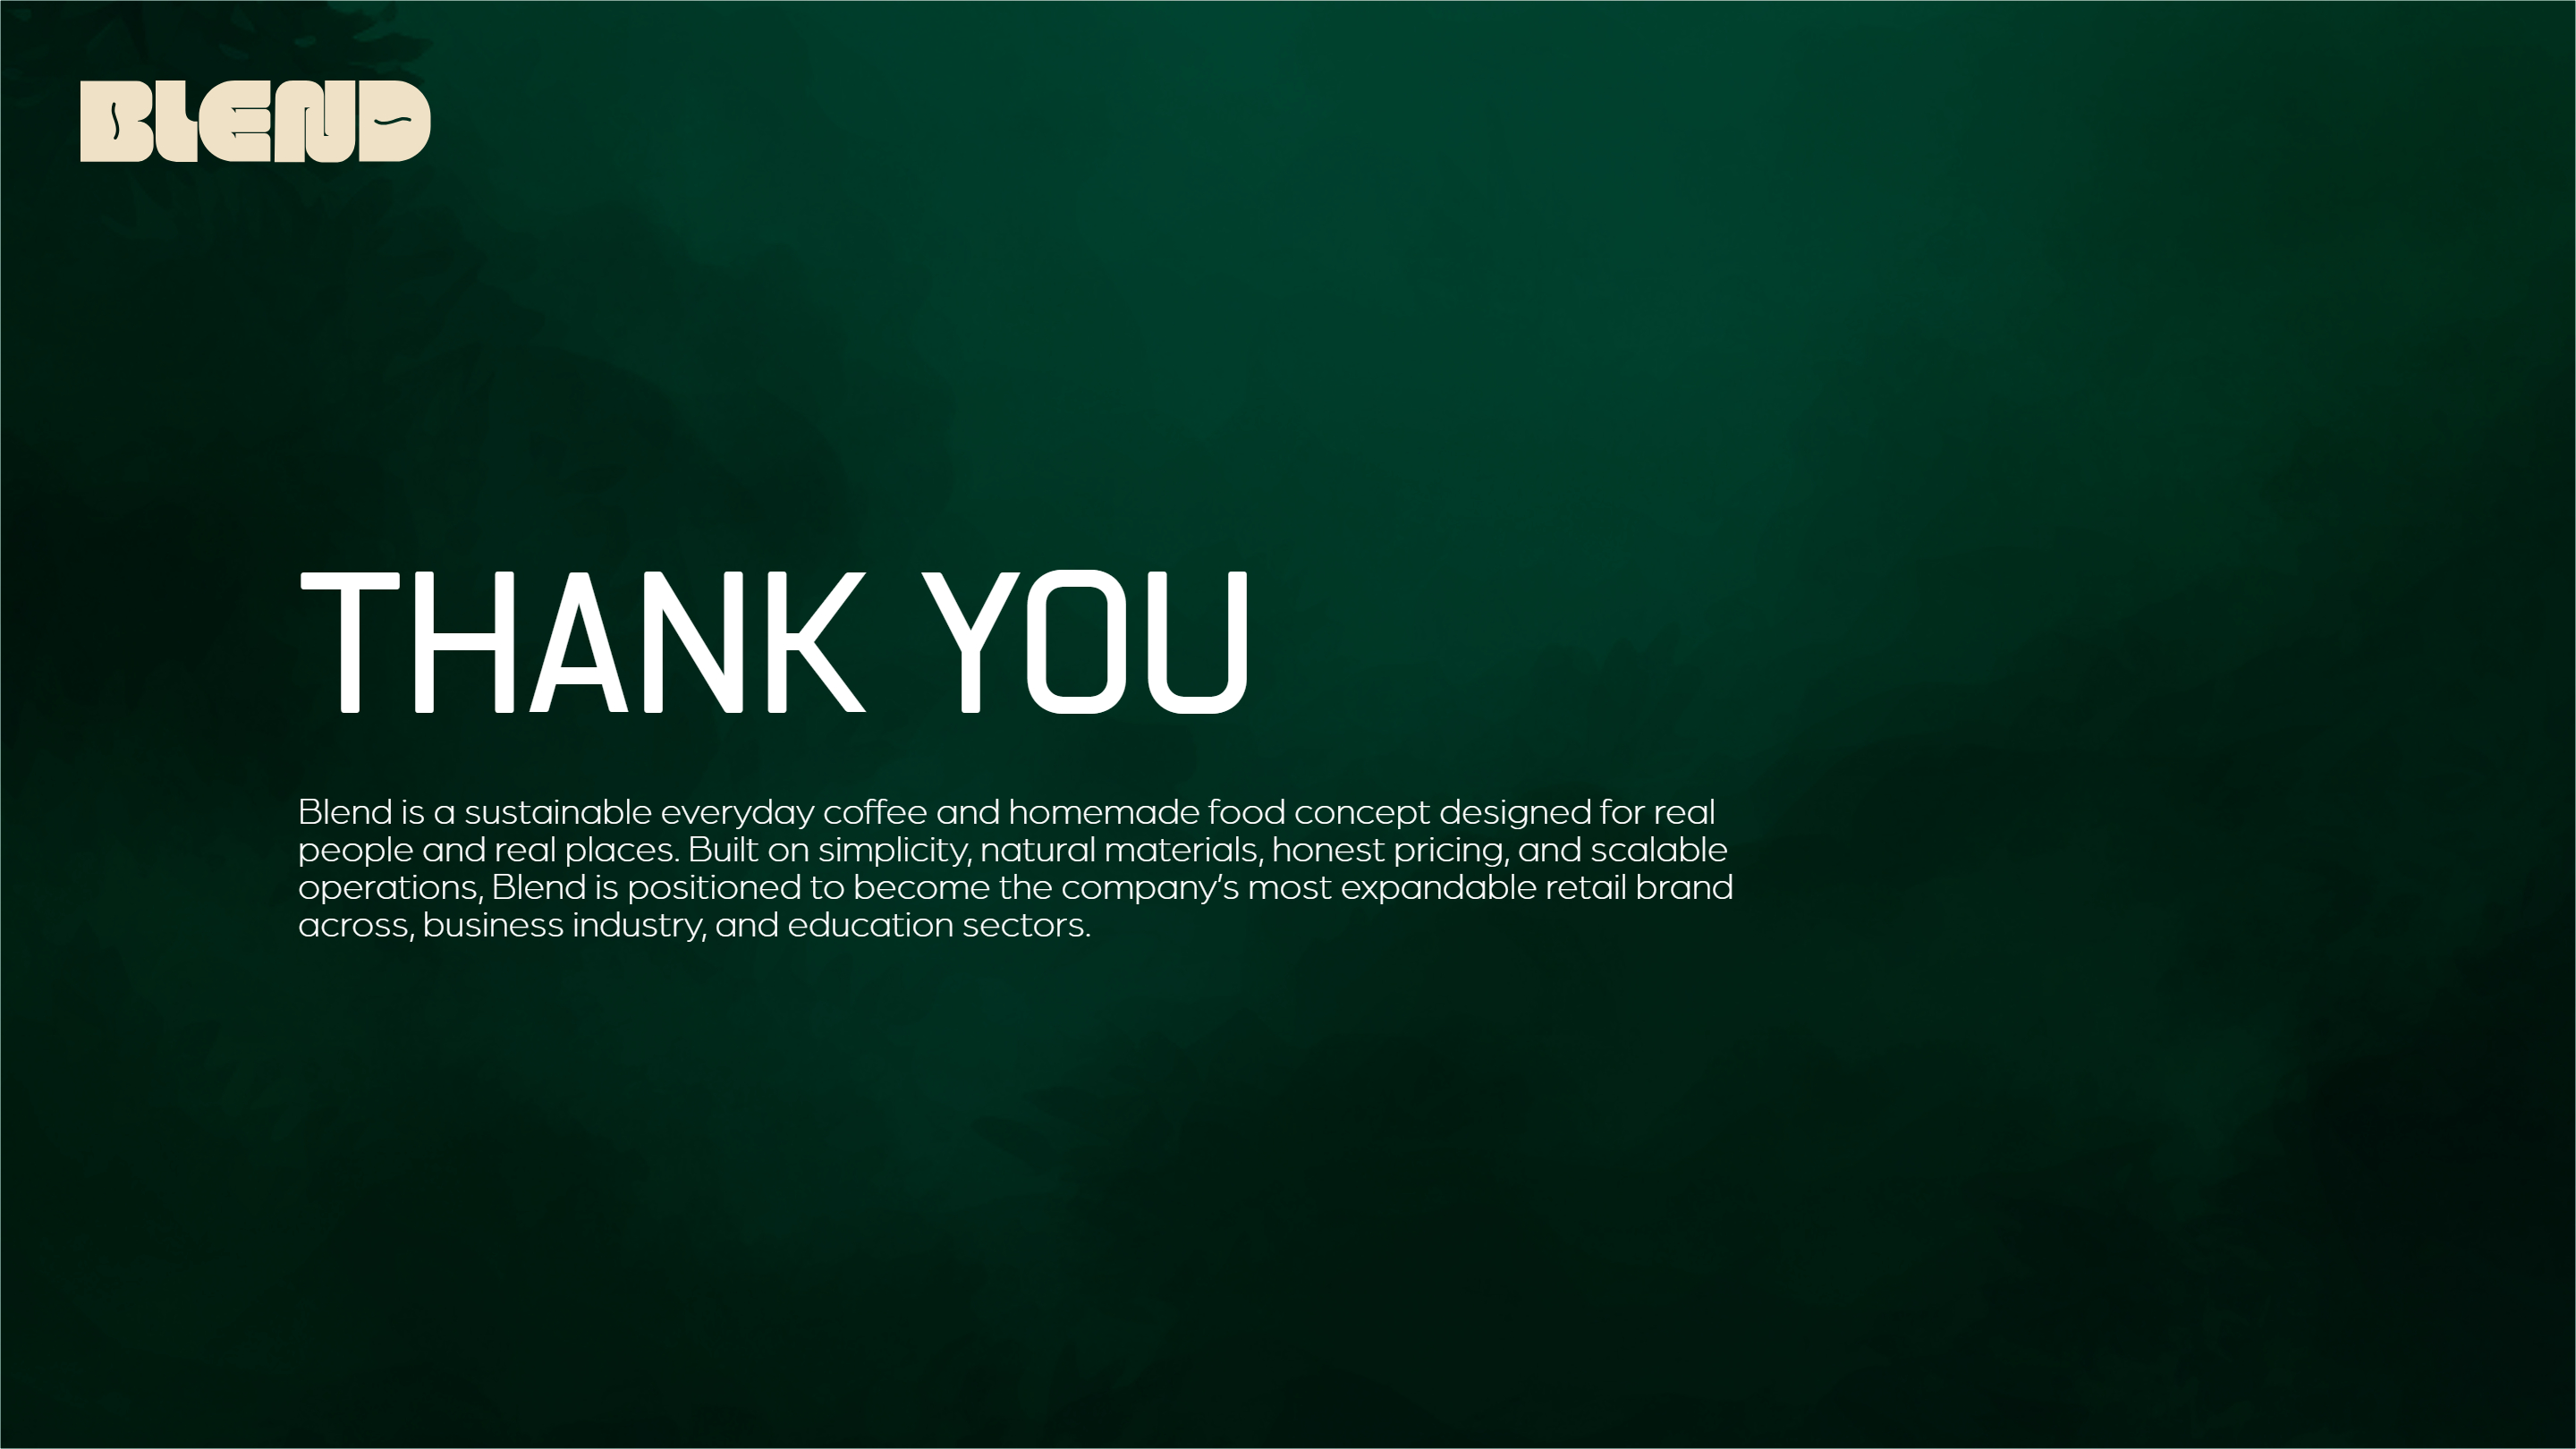 BLEND
THANK YOU
Blend is a sustainable everyday coffee and homemade food concept designed for real
people and real places. Built on simplicity, natural materials, honest pricing, and scalable
operations, Blend is positioned to become the company’s most expandable retail brand
across, business industry, and education sectors.